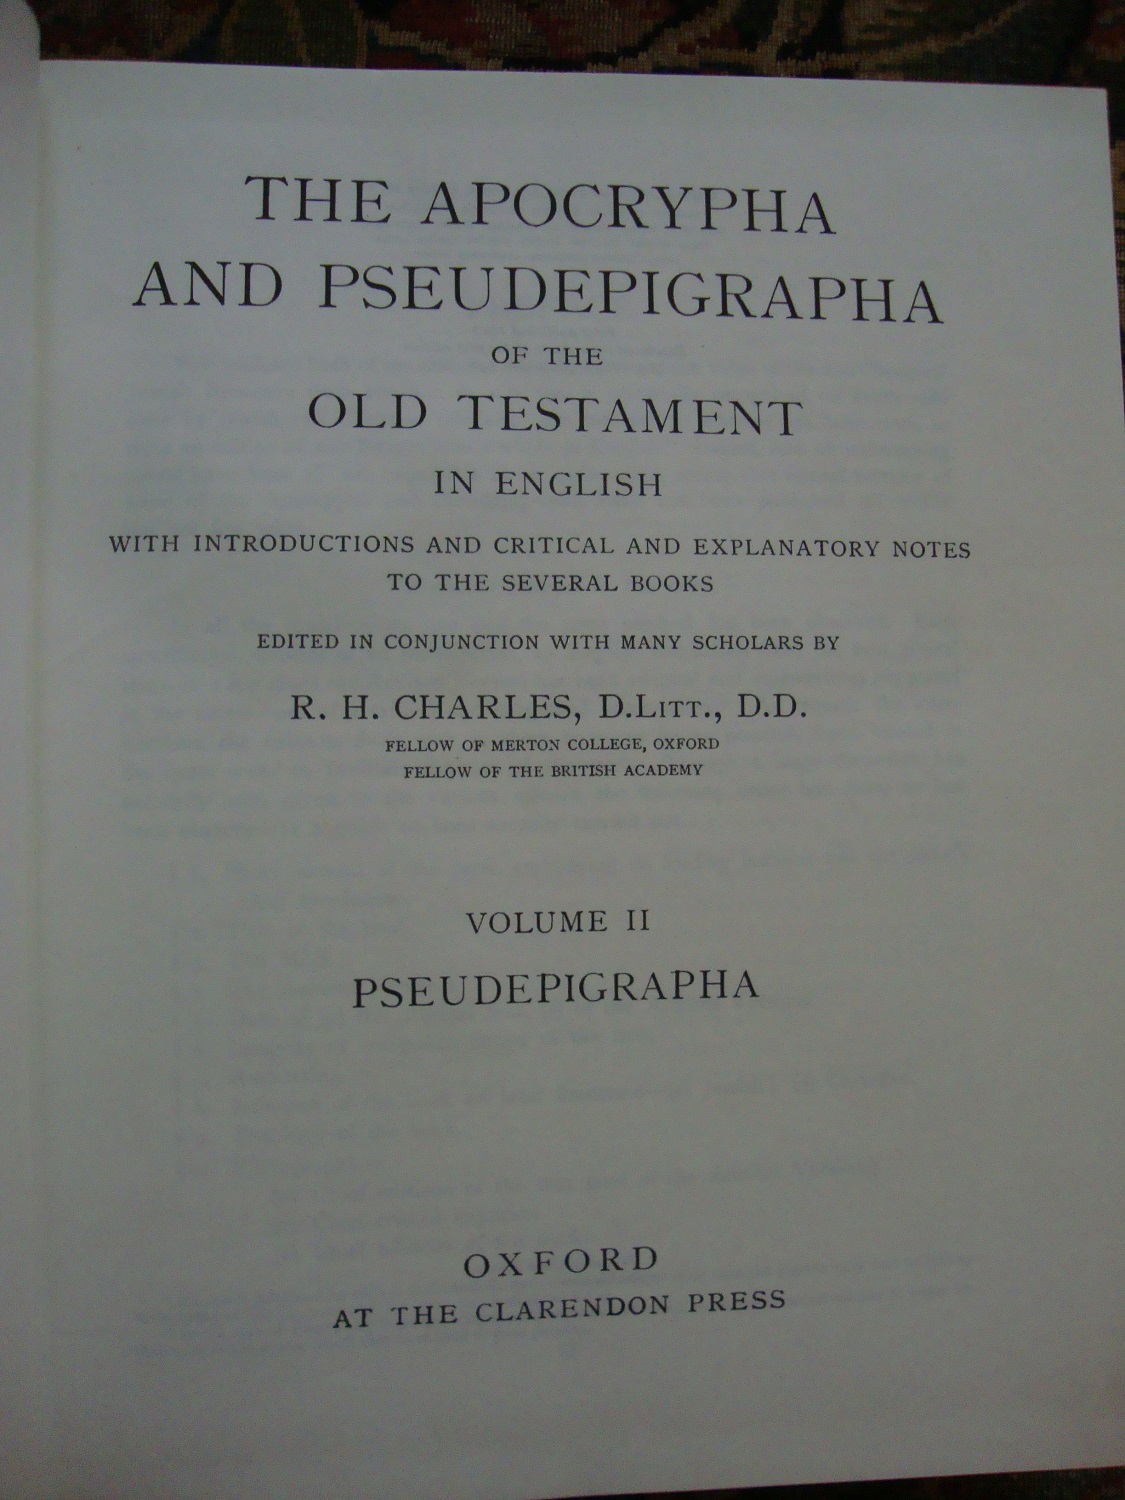 THE APOCRYPHA
AND PSEUDEPIGRAPHA
OF THE
OLD TESTAMENT
IN ENGLISH
WITH INTRODUCTIONS AND CRITICAL AND EXPLANATORY NOTES
TO THE SEVERAL BOOKS
EDITED IN CONJUNCTION WITH MANY SCHOLARS BY
R. H. CHARLES, D.LITT., D.D.
FELLOW OF MERTON COLLEGE, OXFORD
FELLOW OF THE BRITISH ACADEMY
VOLUME II
PSEUDEPIGRAPHA
OXFORD
AT THE CLARENDON PRESS